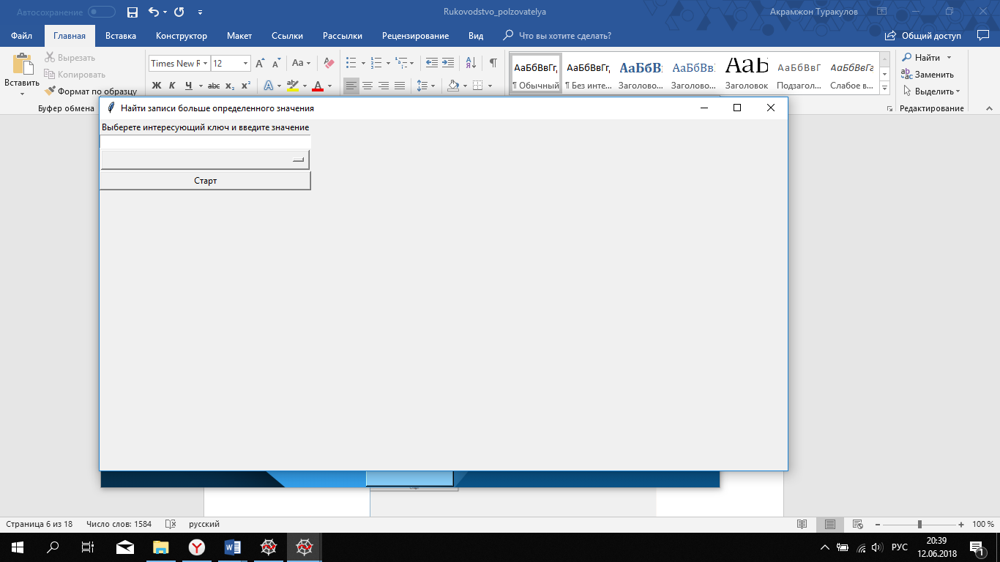 Автосохранение
Rukovodstvo_polzovatelya
Акрамжон Туракулов
Файл Главная Вставка Конструктор Макет Ссылки Рассылки Рецензирование Вид Что вы хотите сделать? Общий доступ
Вставить
Вырезать
Копировать
Формат по образцу
Буфер обмена
Times New R 12
Aa
Ж К Ч abc x₂ x²
А ab А
АаБбВвГг, АаБбВвГг, АаБбВ АаБбВв АаБ АаБбВвГ АаБбВвГг
¶ Обычный ¶ Без инте... Заголово... Заголово... Заголовок Подзагол... Слабое в...
Найти
Заменить
Выделить
Редактирование
Найти записи больше определенного значения
Выберете интересующий ключ и введите значение
Старт
Страница 6 из 18 Число слов: 1584 русский 100 %
РУС
20:39
12.06.2018
1